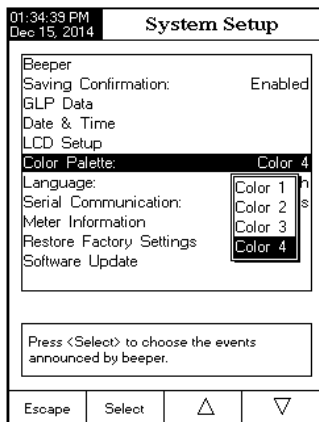 01:34:39 PM
Dec 15, 2014
System Setup
Beeper
Saving Confirmation: Enabled
GLP Data
Date & Time
LCD Setup
Color Palette: Color 4
Language: h
Serial Communication: s
Meter Information
Restore Factory Settings
Software Update
Color 1
Color 2
Color 3
Color 4
Press <Select> to choose the events
announced by beeper.
Escape Select